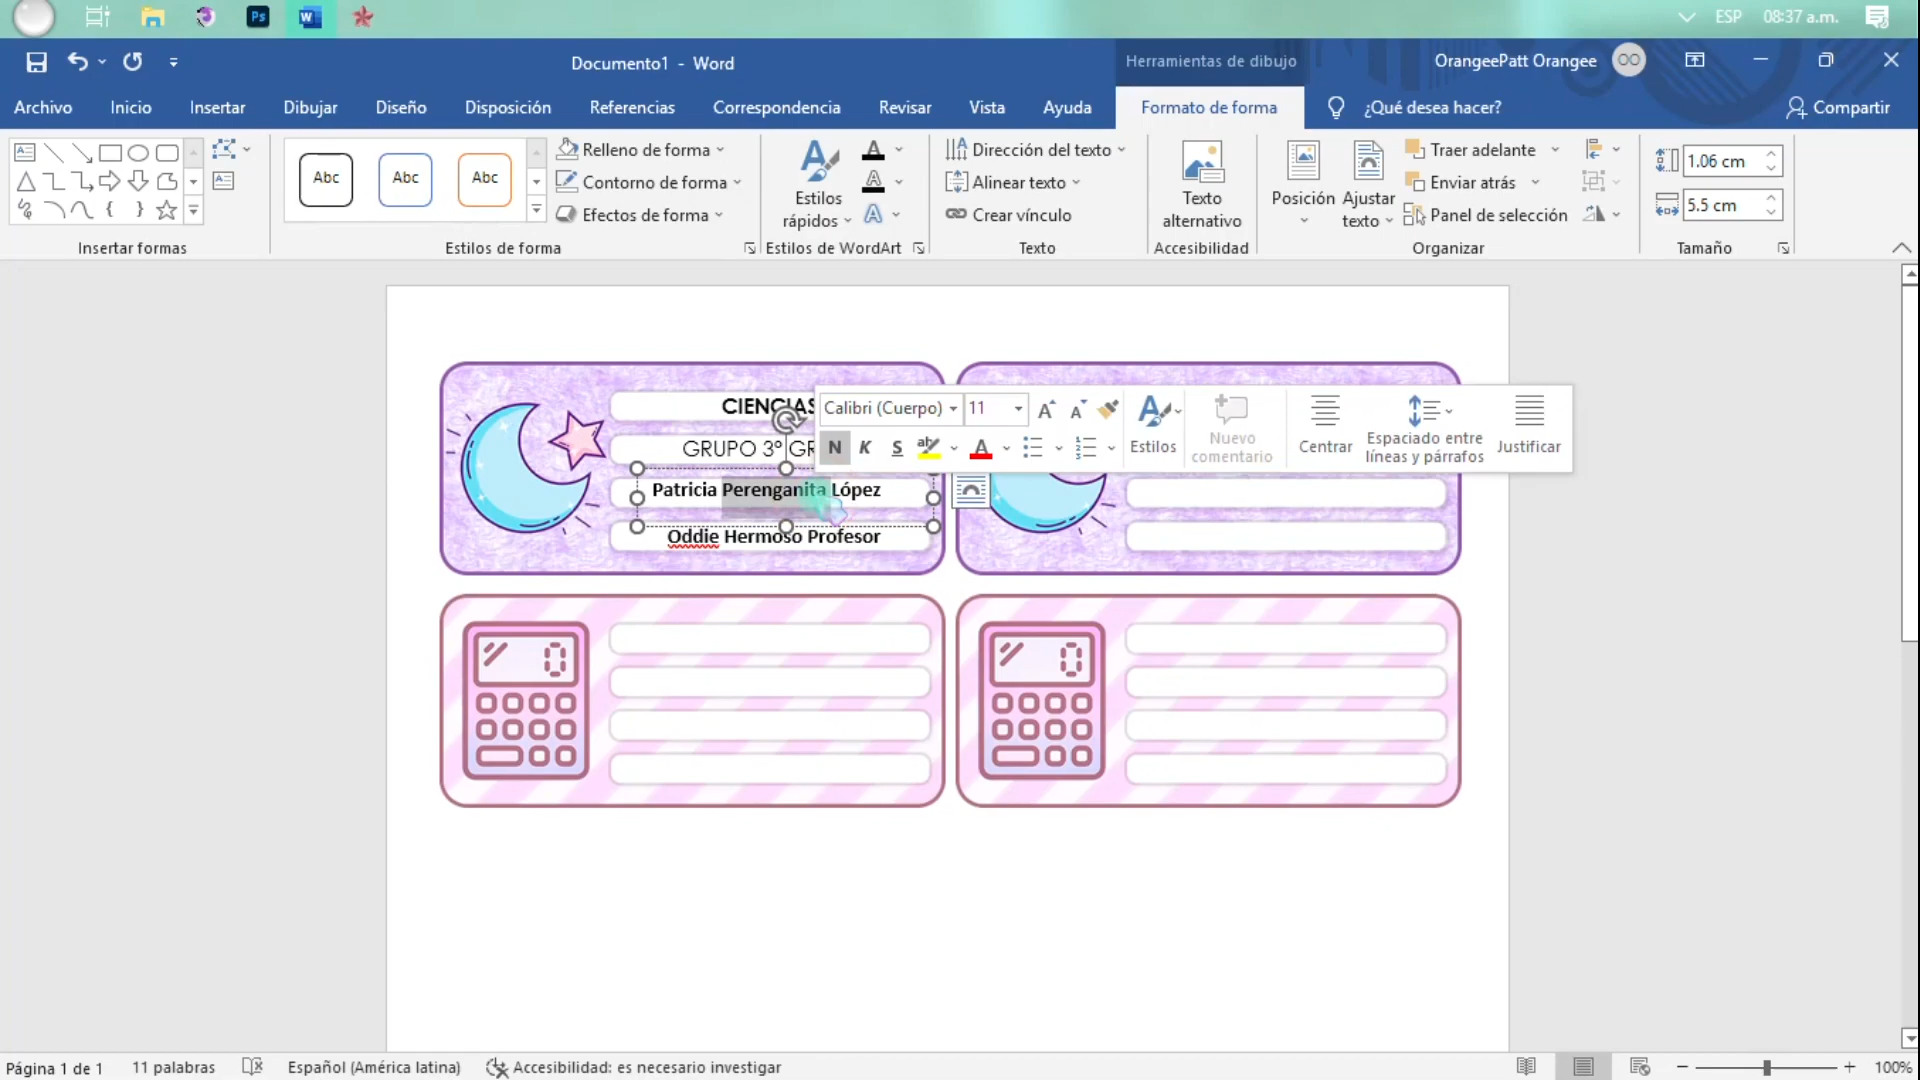 Ps
W
ESP 08:37 a.m.
Documento1 - Word
Herramientas de dibujo
OrangeePatt Orangee
OO
Archivo Inicio Insertar Dibujar Diseño Disposición Referencias Correspondencia Revisar Vista Ayuda Formato de forma ¿Qué desea hacer? Compartir
Abc Abc Abc
Relleno de forma
Contorno de forma
Efectos de forma
Estilos rápidos
Dirección del texto
Alinear texto
Crear vínculo
Texto alternativo
Posición
Ajustar texto
Traer adelante
Enviar atrás
Panel de selección
1.06 cm
5.5 cm
Insertar formas Estilos de forma Estilos de WordArt Texto Accesibilidad Organizar Tamaño
CIENCIAS
GRUPO 3° GR
Patricia Perenganita López
Oddie Hermoso Profesor
Calibri (Cuerpo) 11
N K S
Estilos
Nuevo comentario
Centrar
Espaciado entre líneas y párrafos
Justificar
0
0
Página 1 de 1 11 palabras Español (América latina) Accesibilidad: es necesario investigar 100%